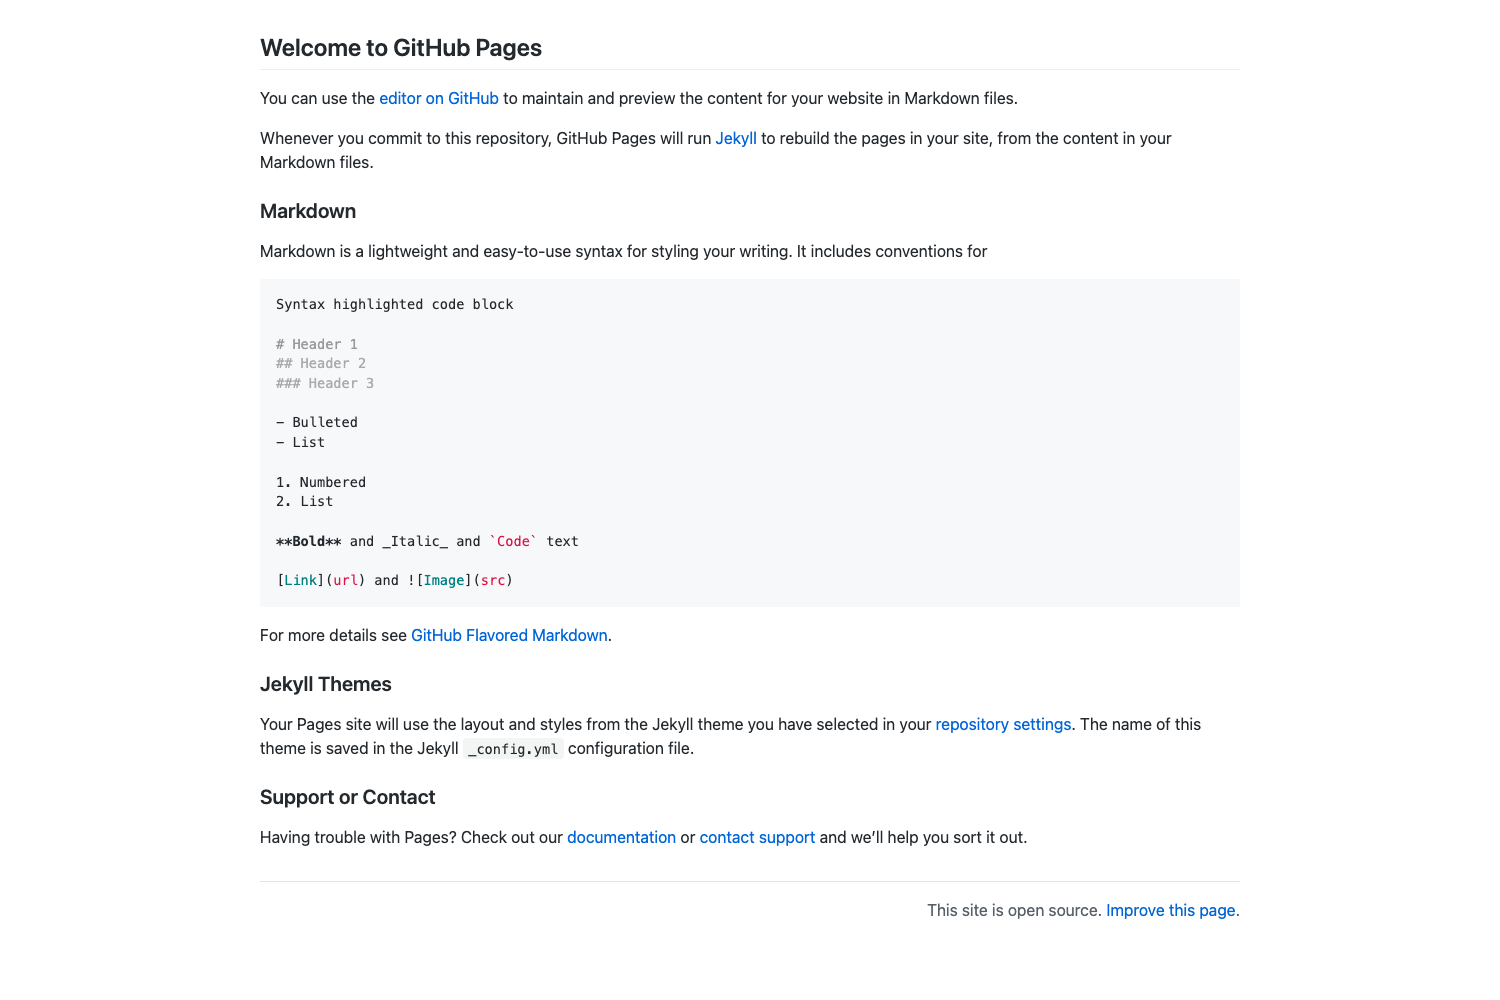 Welcome to GitHub Pages
You can use the editor on GitHub to maintain and preview the content for your website in Markdown files.
Whenever you commit to this repository, GitHub Pages will run Jekyll to rebuild the pages in your site, from the content in your
Markdown files.
Markdown
Markdown is a lightweight and easy-to-use syntax for styling your writing. It includes conventions for
Syntax highlighted code block
# Header 1
## Header 2
### Header 3
- Bulleted
- List
1. Numbered
2. List
**Bold** and _Italic_ and `Code` text
[Link](url) and ![Image](src)
For more details see GitHub Flavored Markdown.
Jekyll Themes
Your Pages site will use the layout and styles from the Jekyll theme you have selected in your repository settings. The name of this
theme is saved in the Jekyll _config.yml configuration file.
Support or Contact
Having trouble with Pages? Check out our documentation or contact support and we’ll help you sort it out.
This site is open source. Improve this page.